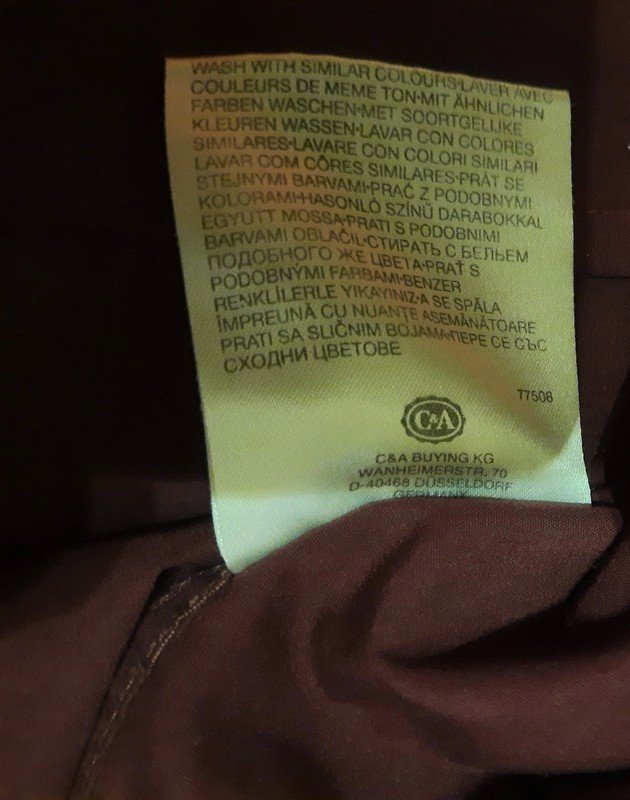 WASH WITH SIMILAR COLOURS•LAVER AVEC
COULEURS DE MEME TON•MIT ÄHNLICHEN
FARBEN WASCHEN•MET SOORTGELIJKE
KLEUREN WASSEN•LAVAR CON COLORES
SIMILARES•LAVARE CON COLORI SIMILARI
LAVAR COM CÔRES SIMILARES•PRÁT SE
STEJNÝMI BARVAMI•PRAĆ Z PODOBNYMI
KOLORAMI•HASONLÓ SZÍNŰ DARABOKKAL
EGYUTT MOSSA•PRATI S PODOBNIMI
BARVAMI OBLAČIL•СТИРАТЬ С БЕЛЬЕМ
ПОДОБНОГО ЖЕ ЦВЕТА•PRAŤ S
PODOBNÝMI FARBAMI•BENZER
RENKLİLERLE YIKAYINIZ•A SE SPĂLA
ÎMPREUNĂ CU NUANŢE ASEMĂNĂTOARE
PRATI SA SLIČNIM BOJAMA•ПЕРЕ СЕ СЪС
СХОДНИ ЦВЕТОВЕ
77508
C&A
C&A BUYING KG
WANHEIMERSTR. 70
D-40468 DÜSSELDORF
GERMANY